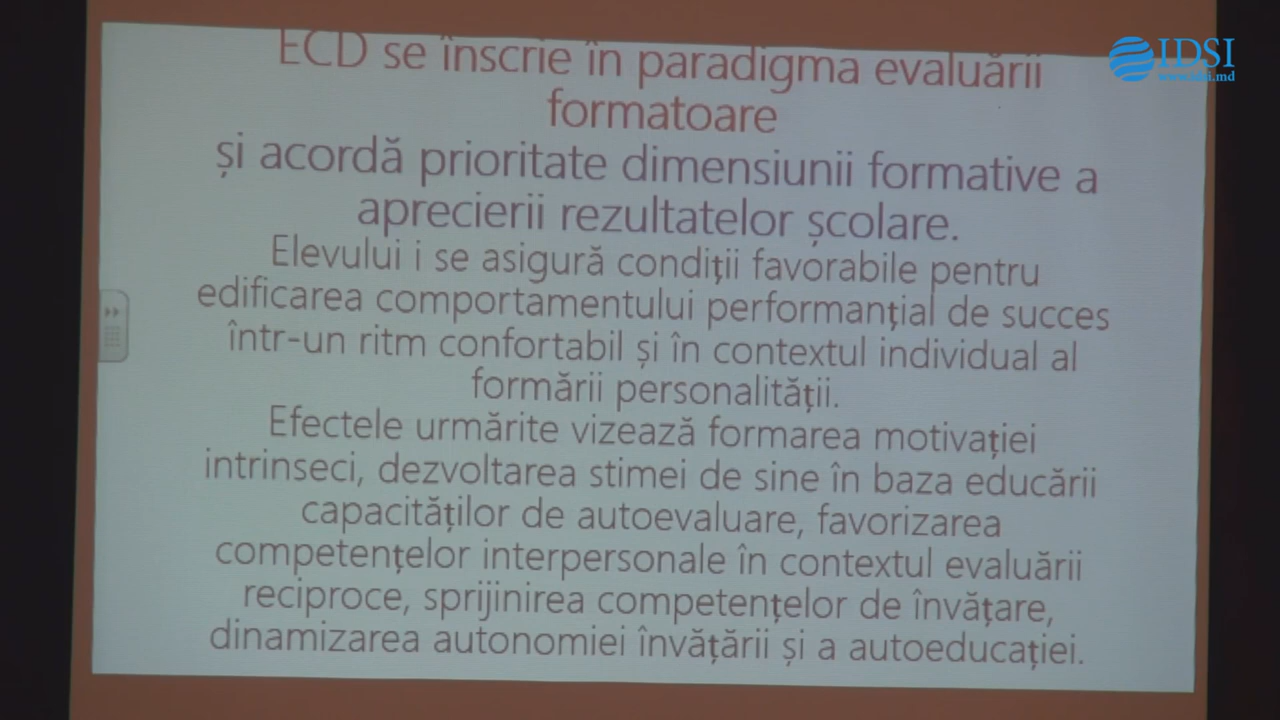 ECD se înscrie în paradigma evaluării
formatoare
și acordă prioritate dimensiunii formative a
aprecierii rezultatelor școlare.
Elevului i se asigură condiții favorabile pentru
edificarea comportamentului performanțial de succes
într-un ritm confortabil și în contextul individual al
formării personalității.
Efectele urmărite vizează formarea motivației
intrinseci, dezvoltarea stimei de sine în baza educării
capacităților de autoevaluare, favorizarea
competențelor interpersonale în contextul evaluării
reciproce, sprijinirea competențelor de învățare,
dinamizarea autonomiei învățării și a autoeducației.
IDSI
www.idsi.md